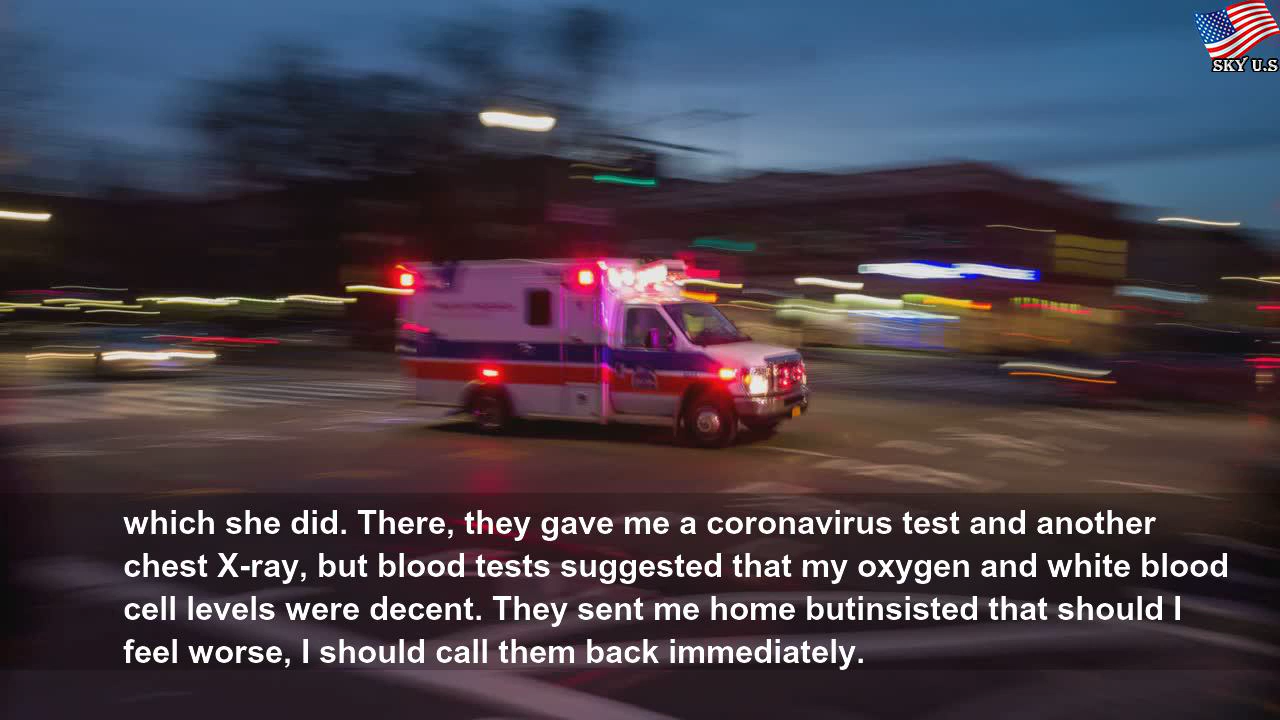 SKY U.S
which she did. There, they gave me a coronavirus test and another
chest X-ray, but blood tests suggested that my oxygen and white blood
cell levels were decent. They sent me home butinsisted that should I
feel worse, I should call them back immediately.